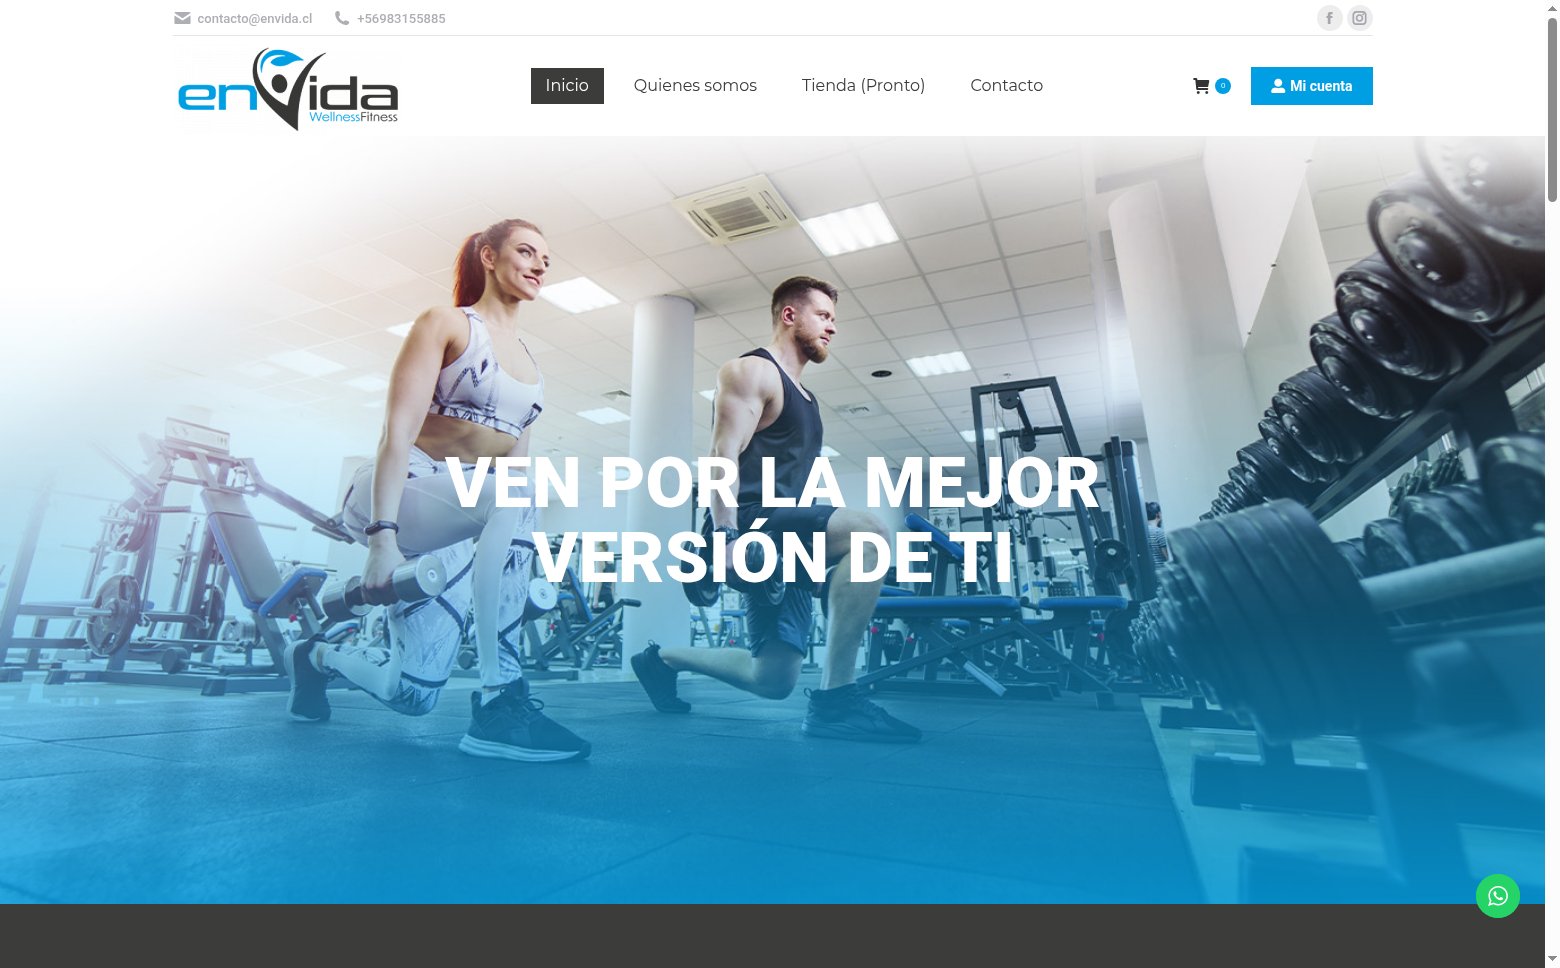 contacto@envida.cl
+56983155885
enVida
WellnessFitness
Inicio
Quienes somos
Tienda (Pronto)
Contacto
0
Mi cuenta
VEN POR LA MEJOR
VERSIÓN DE TI